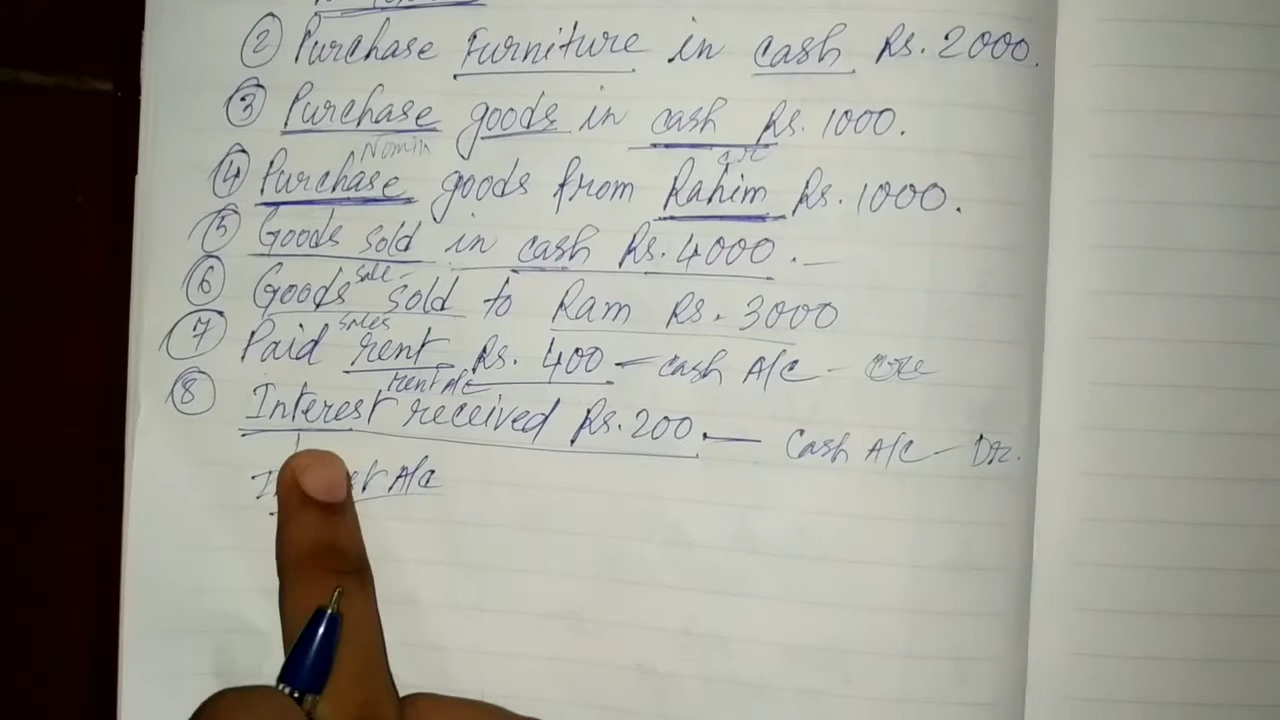 ② Purchase Furniture in cash Rs. 2000.
③ Purchase goods in cash Rs. 1000.
Nomin
④ Purchase goods from Rahim Rs. 1000.
⑤ Goods sold in cash Rs. 4000.
Sale
⑥ Goods sold to Ram Rs. 3000
Sales
⑦ Paid rent Rs. 400 — cash A/c - cre
rent A/c
⑧ Interest received Rs. 200. — Cash A/c - Dr.
A/c